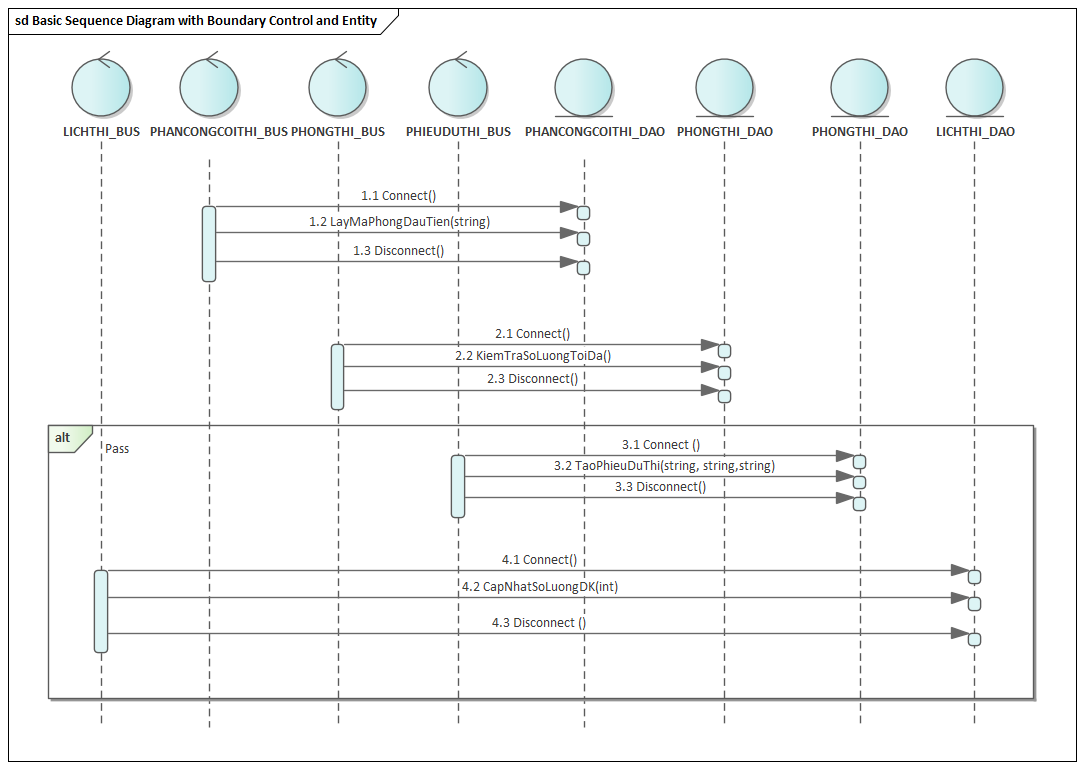 sd Basic Sequence Diagram with Boundary Control and Entity
LICHTHI_BUS
PHANCONGCOITHI_BUS
PHONGTHI_BUS
PHIEUDUTHI_BUS
PHANCONGCOITHI_DAO
PHONGTHI_DAO
PHONGTHI_DAO
LICHTHI_DAO
1.1 Connect()
1.2 LayMaPhongDauTien(string)
1.3 Disconnect()
2.1 Connect()
2.2 KiemTraSoLuongToiDa()
2.3 Disconnect()
alt
Pass
3.1 Connect ()
3.2 TaoPhieuDuThi(string, string,string)
3.3 Disconnect()
4.1 Connect()
4.2 CapNhatSoLuongDK(int)
4.3 Disconnect ()